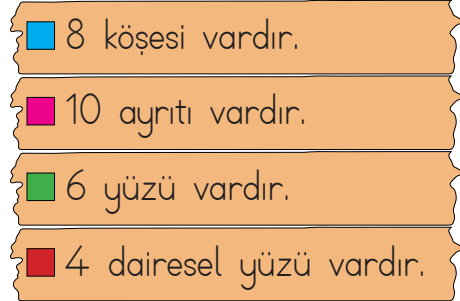 8 köşesi vardır.
10 ayrıtı vardır.
6 yüzü vardır.
4 dairesel yüzü vardır.